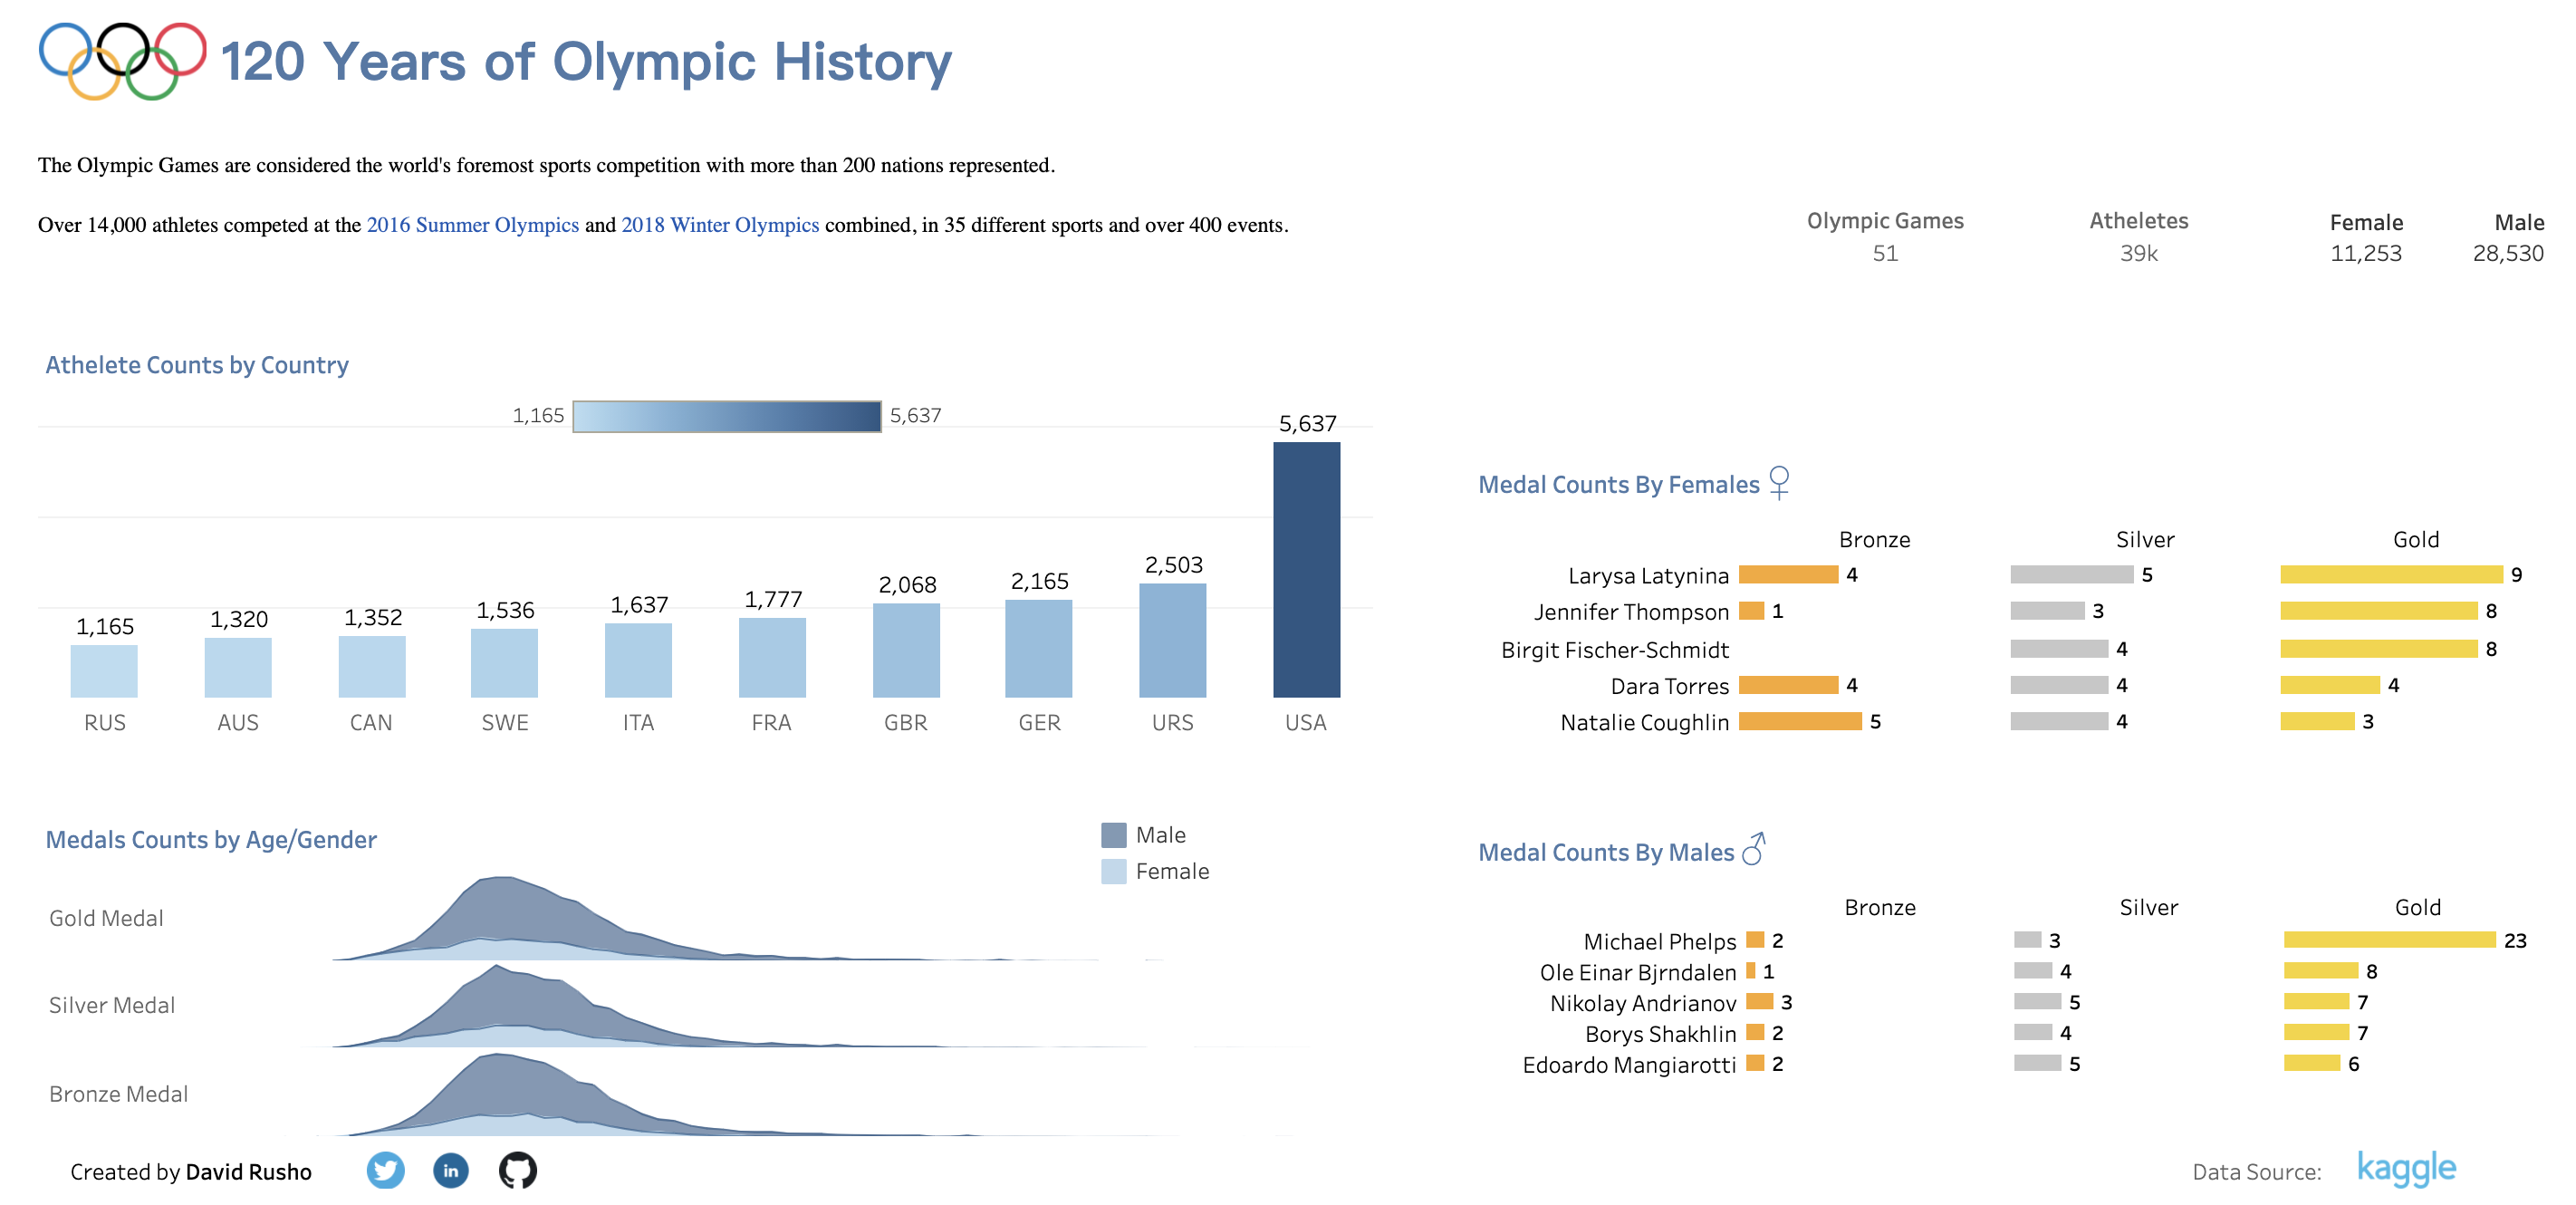 120 Years of Olympic History
The Olympic Games are considered the world's foremost sports competition with more than 200 nations represented.
Over 14,000 athletes competed at the 2016 Summer Olympics and 2018 Winter Olympics combined, in 35 different sports and over 400 events.
Olympic Games Atheletes Female Male
51 39k 11,253 28,530
Athelete Counts by Country
1,165 5,637
1,165 1,320 1,352 1,536 1,637 1,777 2,068 2,165 2,503 5,637
RUS AUS CAN SWE ITA FRA GBR GER URS USA
Medal Counts By Females
Bronze Silver Gold
Larysa Latynina 4 5 9
Jennifer Thompson 1 3 8
Birgit Fischer-Schmidt 4 8
Dara Torres 4 4 4
Natalie Coughlin 5 4 3
Medals Counts by Age/Gender
Male
Female
Gold Medal
Silver Medal
Bronze Medal
Medal Counts By Males
Bronze Silver Gold
Michael Phelps 2 3 23
Ole Einar Bjrndalen 1 4 8
Nikolay Andrianov 3 5 7
Borys Shakhlin 2 4 7
Edoardo Mangiarotti 2 5 6
Created by David Rusho
in
Data Source: kaggle